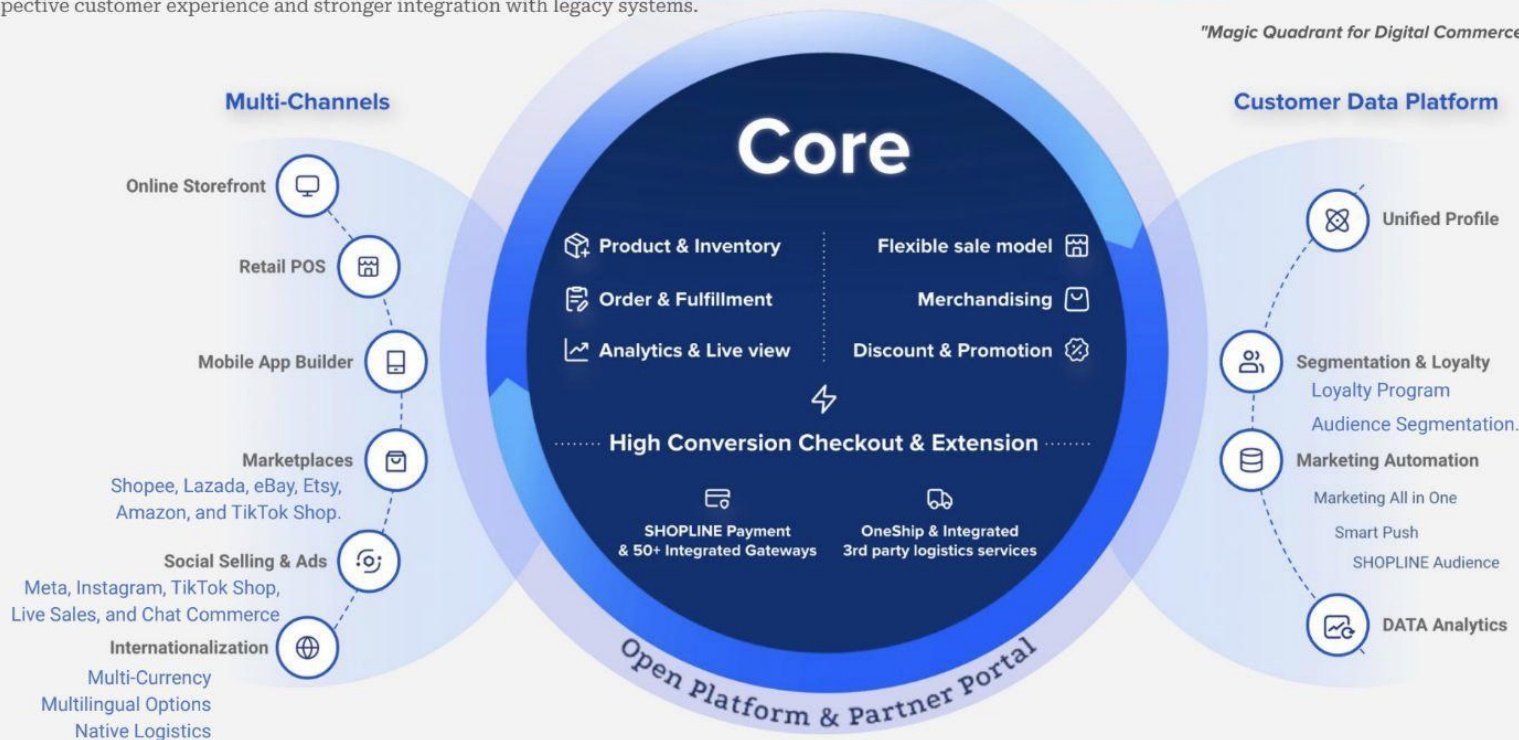 pective customer experience and stronger integration with legacy systems.
"Magic Quadrant for Digital Commerce
Multi-Channels
Online Storefront
Retail POS
Mobile App Builder
Marketplaces
Shopee, Lazada, eBay, Etsy,
Amazon, and TikTok Shop.
Social Selling & Ads
Meta, Instagram, TikTok Shop,
Live Sales, and Chat Commerce
Internationalization
Multi-Currency
Multilingual Options
Native Logistics
Core
Product & Inventory
Order & Fulfillment
Analytics & Live view
Flexible sale model
Merchandising
Discount & Promotion
High Conversion Checkout & Extension
SHOPLINE Payment
& 50+ Integrated Gateways
OneShip & Integrated
3rd party logistics services
Open Platform & Partner Portal
Customer Data Platform
Unified Profile
Segmentation & Loyalty
Loyalty Program
Audience Segmentation.
Marketing Automation
Marketing All in One
Smart Push
SHOPLINE Audience
DATA Analytics